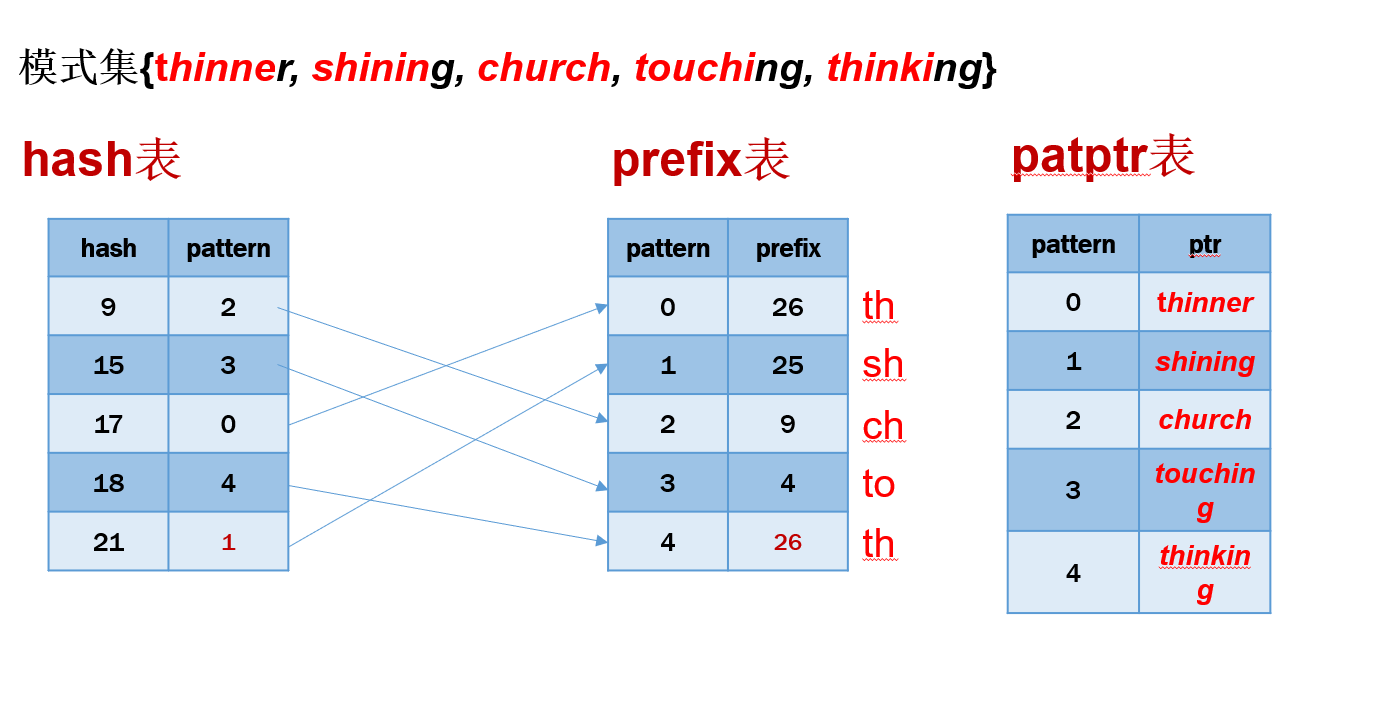 模式集{thinner, shining, church, touching, thinking}
hash表
prefix表
patptr表
hash pattern
9 2
15 3
17 0
18 4
21 1
pattern prefix
0 26 th
1 25 sh
2 9 ch
3 4 to
4 26 th
pattern ptr
0 thinner
1 shining
2 church
3 touchin
g
4 thinkin
g